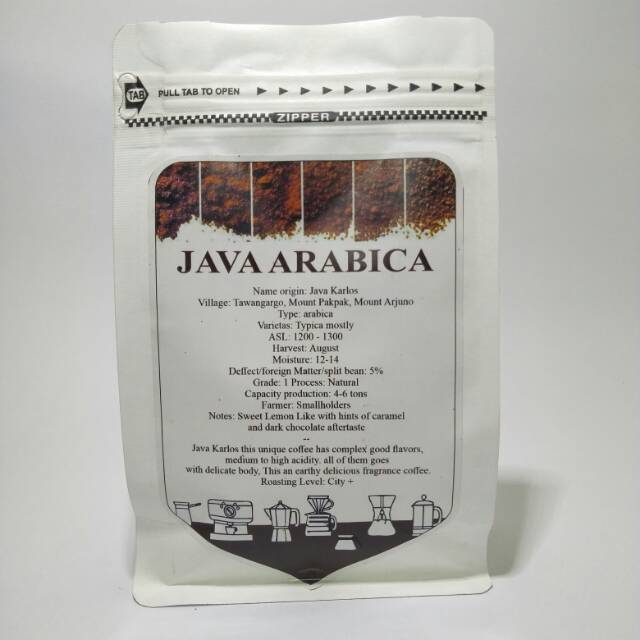 TAB PULL TAB TO OPEN
ZIPPER
JAVA ARABICA
Name origin: Java Karlos
Village: Tawangargo, Mount Pakpak, Mount Arjuno
Type: arabica
Varietas: Typica mostly
ASL: 1200 - 1300
Harvest: August
Moisture: 12-14
Deffect/foreign Matter/split bean: 5%
Grade: 1 Process: Natural
Capacity production: 4-6 tons
Farmer: Smallholders
Notes: Sweet Lemon Like with hints of caramel
and dark chocolate aftertaste
--
Java Karlos this unique coffee has complex good flavors,
medium to high acidity. all of them goes
with delicate body, This an earthy delicious fragrance coffee.
Roasting Level: City +